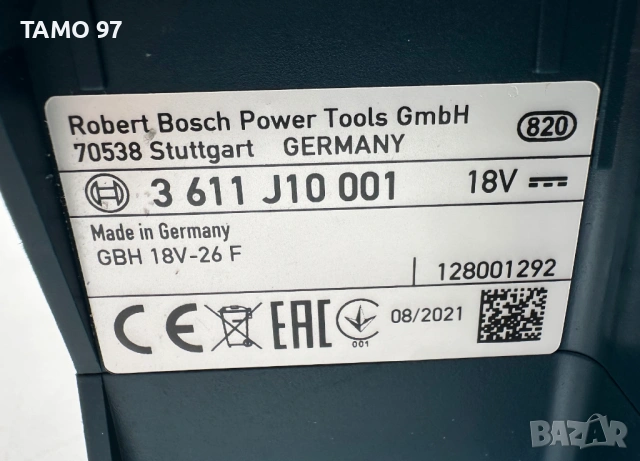 TAMO 97
Robert Bosch Power Tools GmbH
820
70538 Stuttgart GERMANY
3 611 J10 001
18V
Made in Germany
GBH 18V-26 F
128001292
CE
EAC
001
08/2021
BAZAR.bg